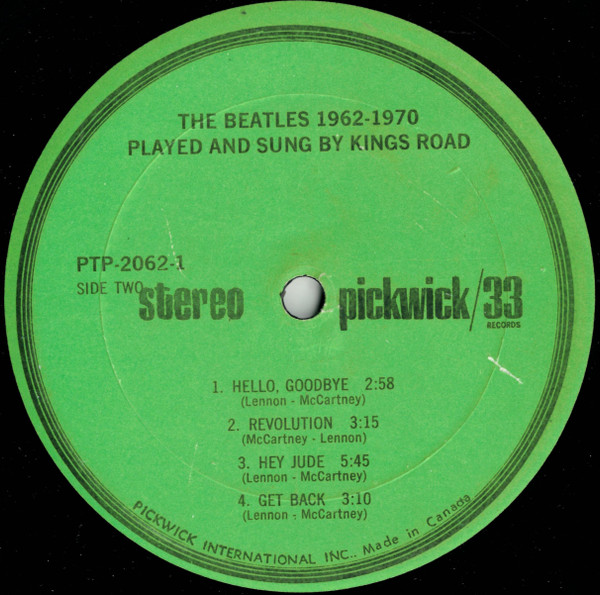 THE BEATLES 1962-1970
PLAYED AND SUNG BY KINGS ROAD
PTP-2062-1
SIDE TWO
stereo
pickwick/33
RECORDS
1. HELLO, GOODBYE 2:58
(Lennon - McCartney)
2. REVOLUTION 3:15
(McCartney - Lennon)
3. HEY JUDE 5:45
(Lennon - McCartney)
4. GET BACK 3:10
(Lennon - McCartney)
PICKWICK INTERNATIONAL INC.. Made in Canada